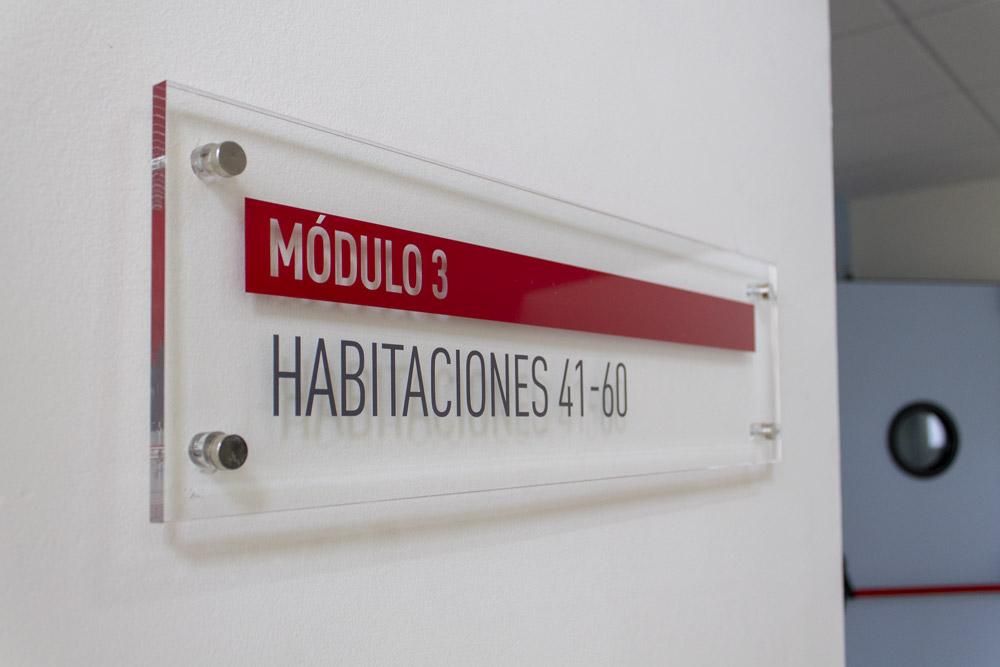 MÓDULO 3
HABITACIONES 41-60